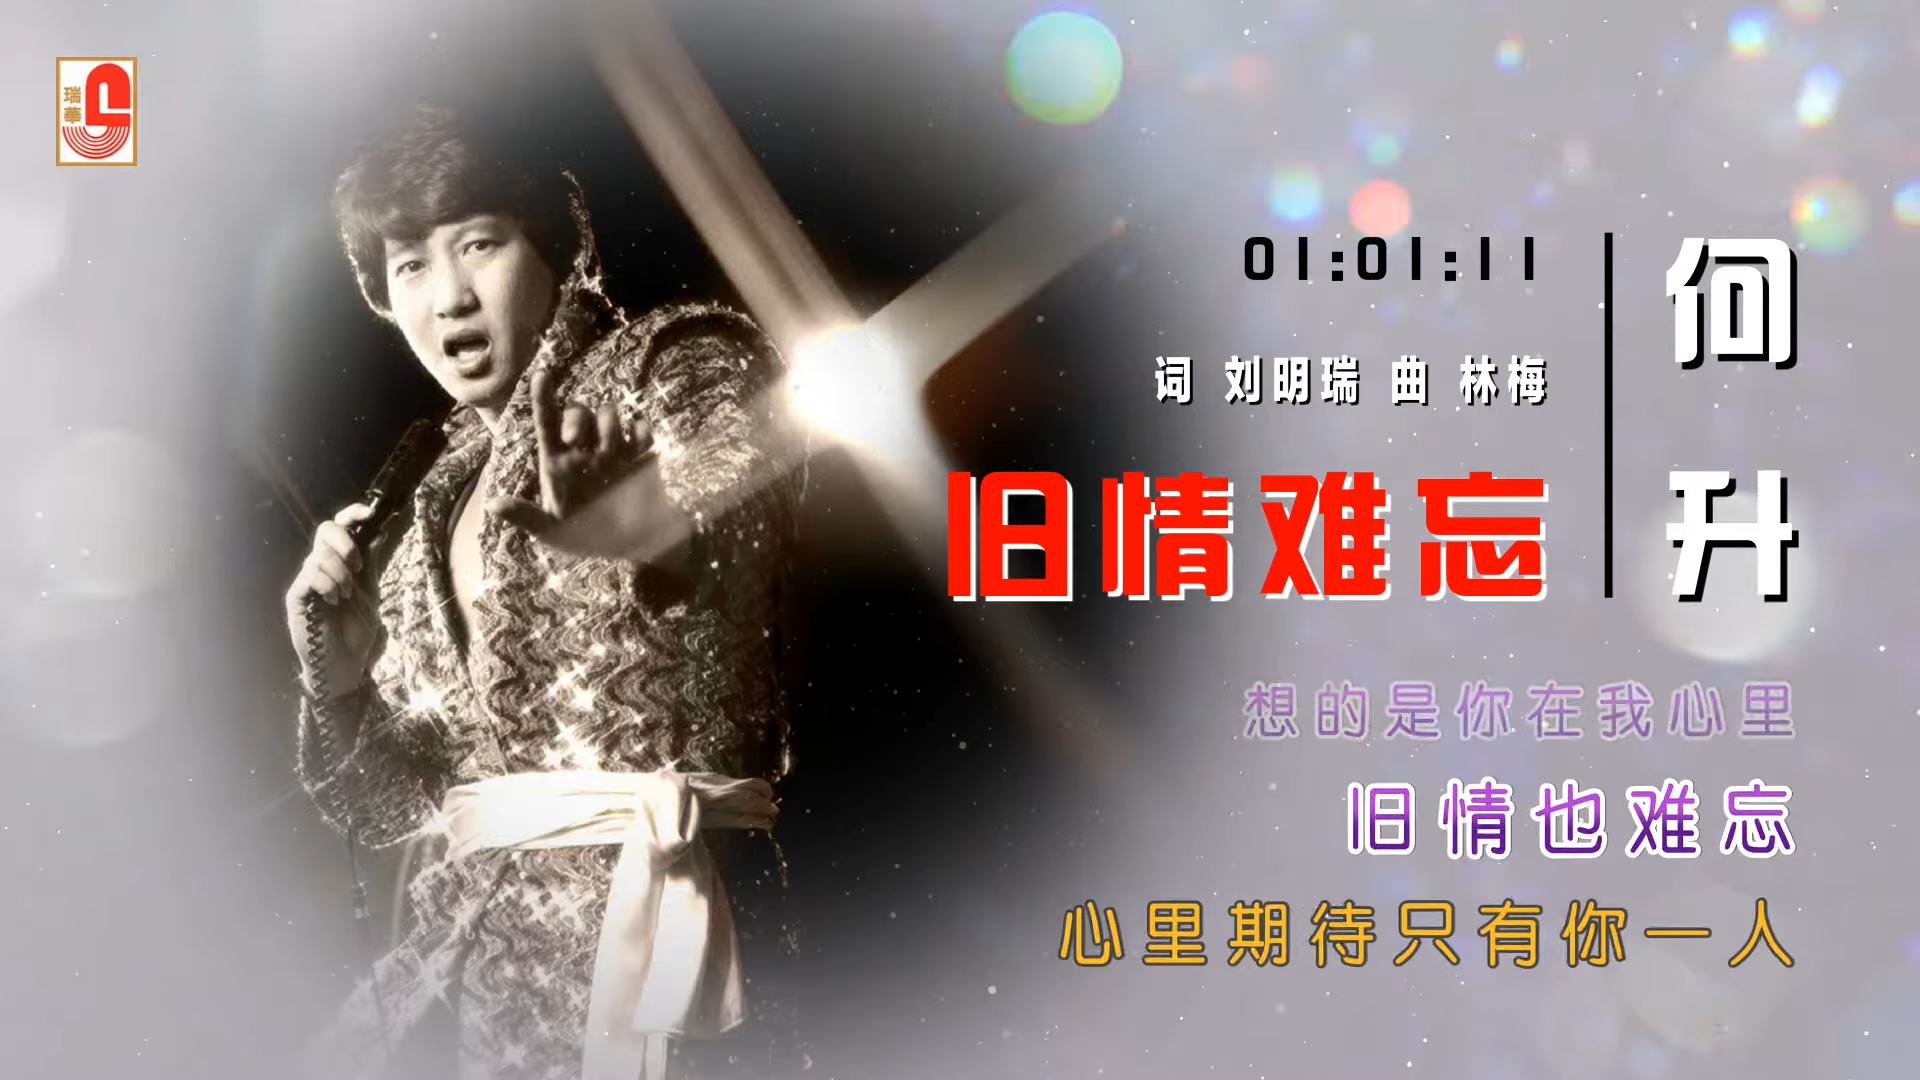 瑞華
01:01:11
词 刘明瑞 曲 林梅
旧情难忘
何升
想的是你在我心里
旧情也难忘
心里期待只有你一人